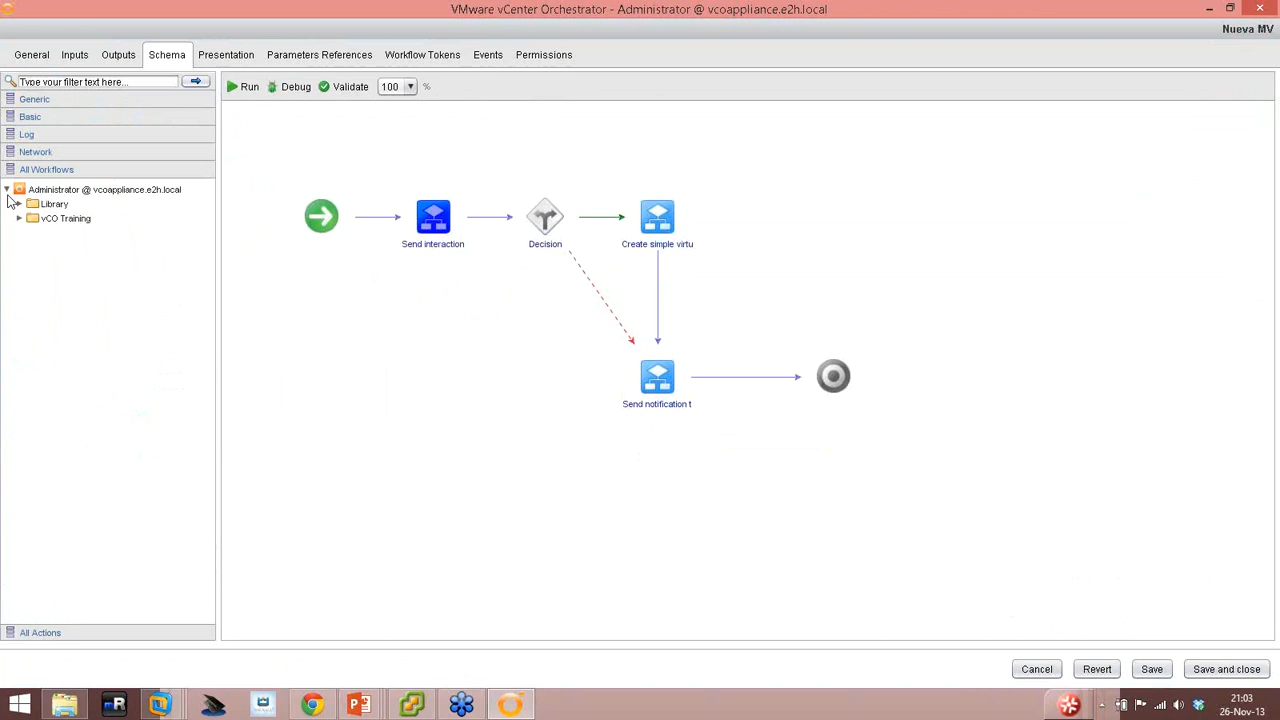 VMware vCenter Orchestrator - Administrator @ vcoappliance.e2h.local
Nueva MV
General Inputs Outputs Schema Presentation Parameters References Workflow Tokens Events Permissions
Type your filter text here...
Run Debug Validate 100 %
Generic
Basic
Log
Network
All Workflows
Administrator @ vcoappliance.e2h.local
Library
vCO Training
Send interaction
Decision
Create simple virtu
Send notification t
All Actions
Cancel Revert Save Save and close
mR
21:03
26-Nov-13